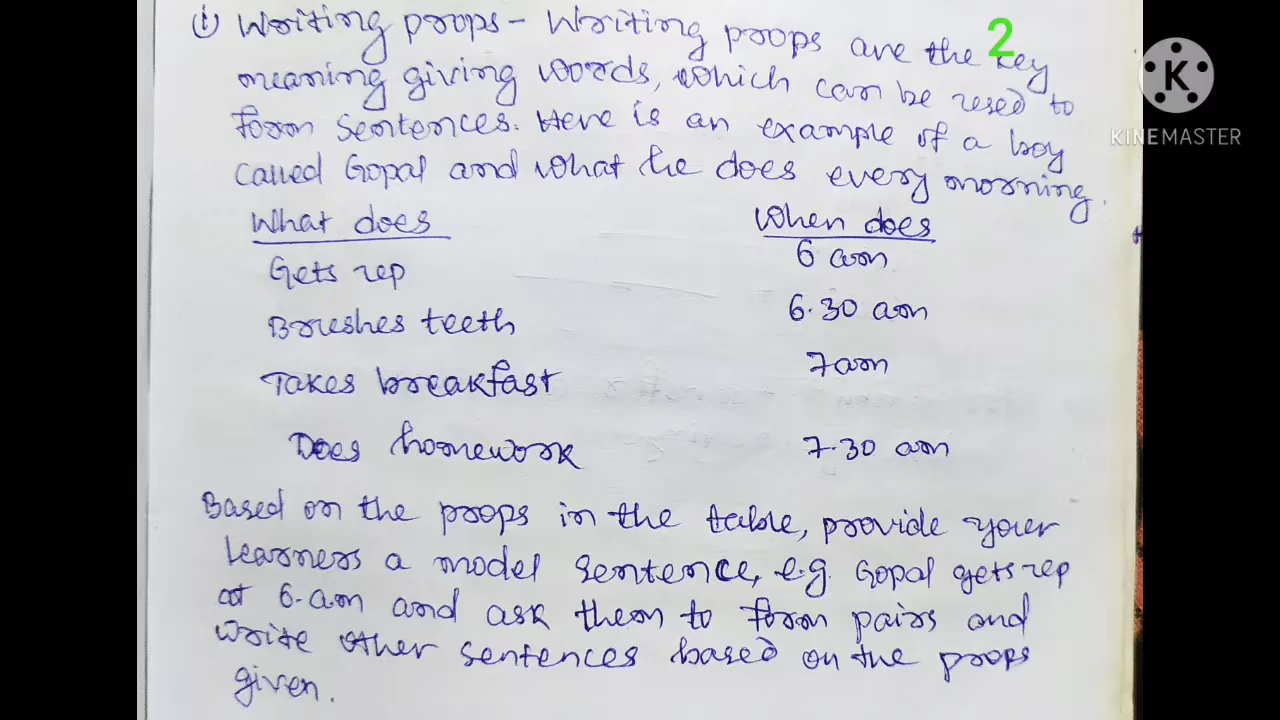 (i) Writing props - Writing props are the key
meaning giving words, which can be used to
form sentences. Here is an example of a boy
called Gopal and what he does every morning.
What does When does
Gets up 6 am
Brushes teeth 6.30 am
Takes breakfast 7 am
Does homework 7.30 am
Based on the props in the table, provide your
learners a model sentence, e.g. Gopal gets up
at 6.a.m and ask them to form pairs and
write other sentences based on the props
given.
2
K
KINEMASTER